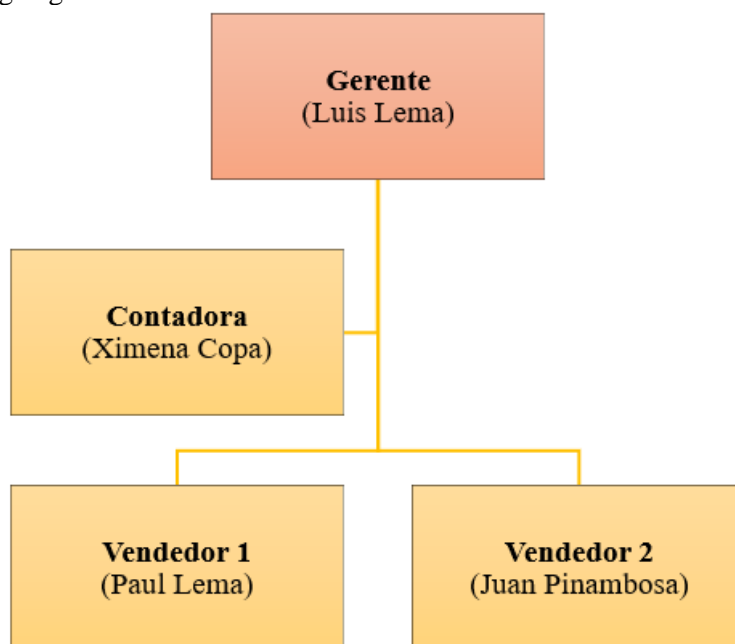 Gerente
(Luis Lema)
Contadora
(Ximena Copa)
Vendedor 1
(Paul Lema)
Vendedor 2
(Juan Pinambosa)